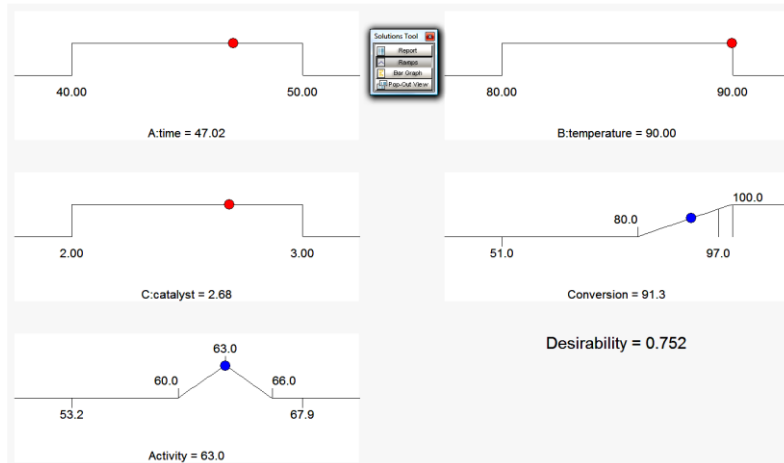 40.00 50.00
A:time = 47.02
Solutions Tool
Report
Ramps
Bar Graph
Pop-Out View
80.00 90.00
B:temperature = 90.00
2.00 3.00
C:catalyst = 2.68
80.0 100.0
51.0 97.0
Conversion = 91.3
63.0
60.0 66.0
53.2 67.9
Activity = 63.0
Desirability = 0.752